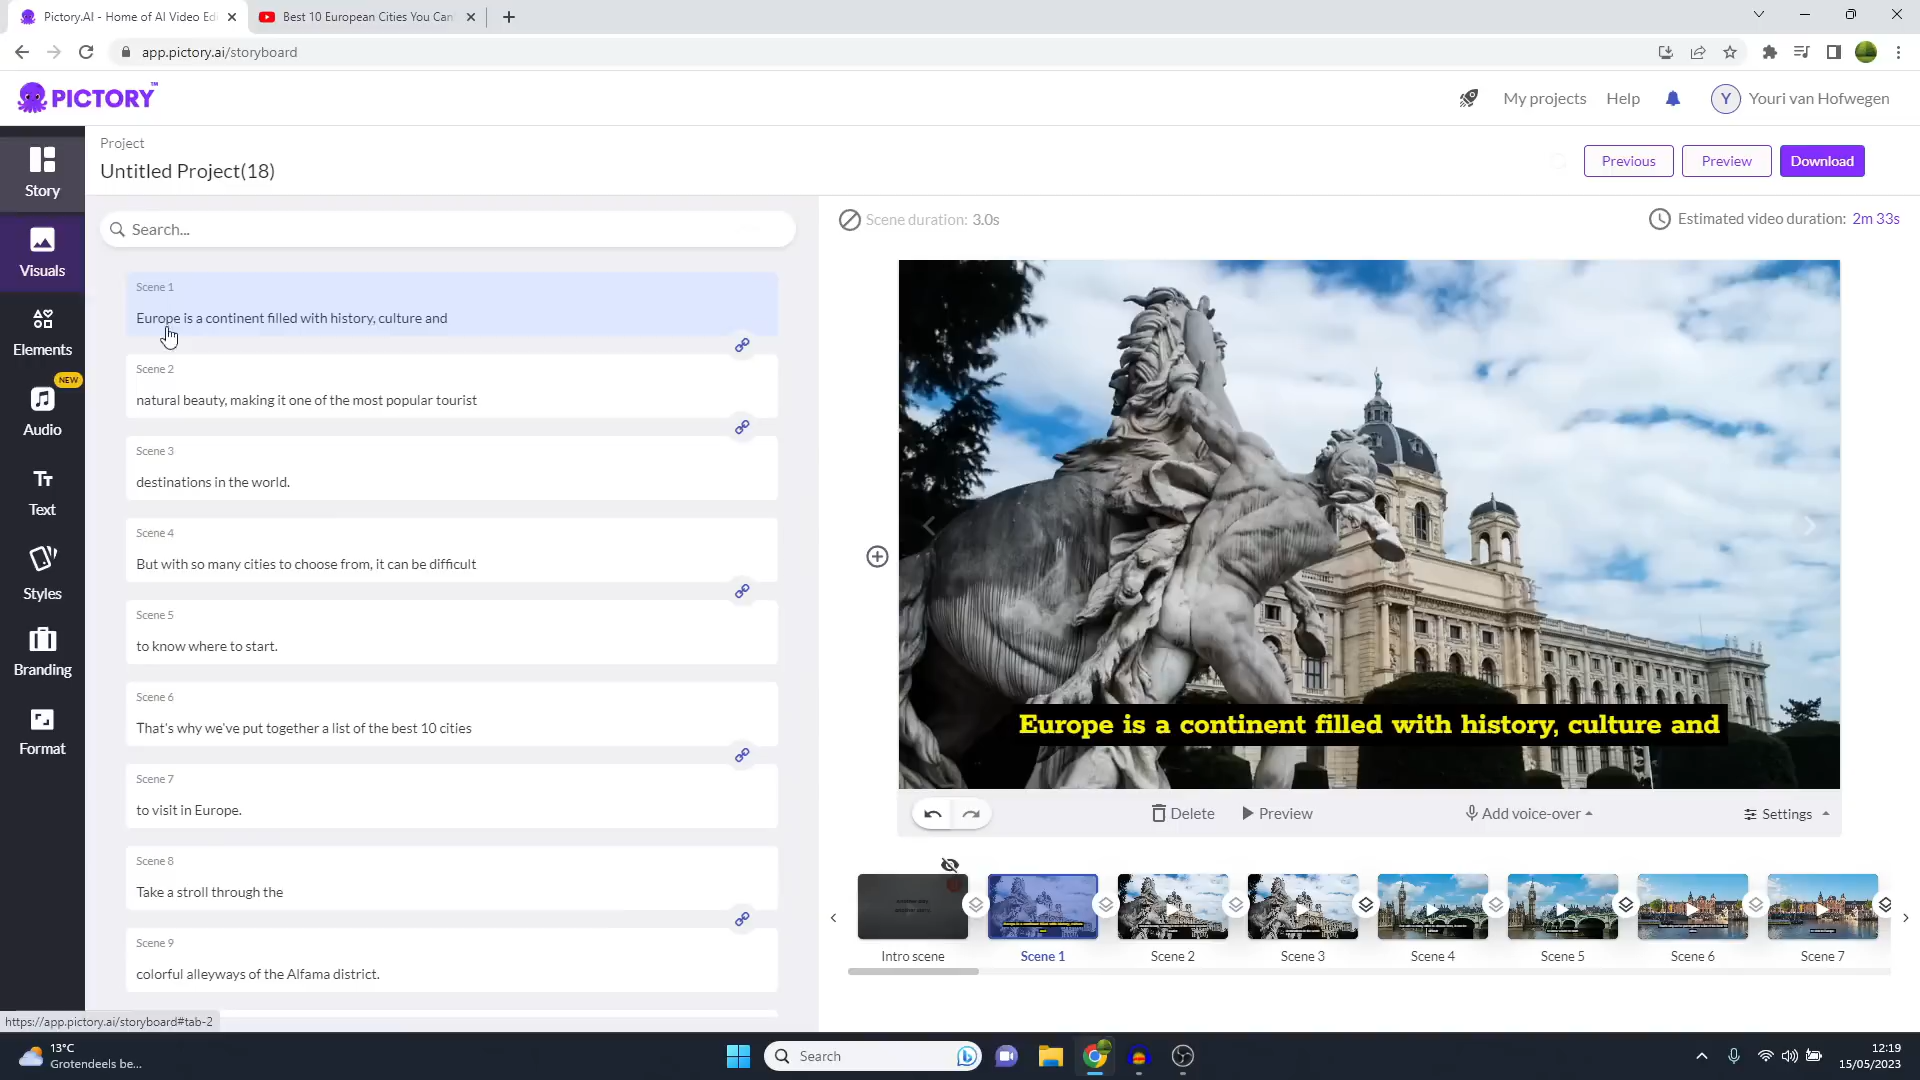 Pictory.AI - Home of AI Video Edi
Best 10 European Cities You Can
app.pictory.ai/storyboard
PICTORY
My projects
Help
Y
Youri van Hofwegen
Project
Untitled Project(18)
Previous
Preview
Download
Story
Visuals
Elements
NEW
Audio
Text
Styles
Branding
Format
Search...
Scene duration: 3.0s
Estimated video duration: 2m 33s
Scene 1
Europe is a continent filled with history, culture and
Scene 2
natural beauty, making it one of the most popular tourist
Scene 3
destinations in the world.
Scene 4
But with so many cities to choose from, it can be difficult
Scene 5
to know where to start.
Scene 6
That's why we've put together a list of the best 10 cities
Scene 7
to visit in Europe.
Scene 8
Take a stroll through the
Scene 9
colorful alleyways of the Alfama district.
Europe is a continent filled with history, culture and
Delete
Preview
Add voice-over
Settings
Intro scene
Scene 1
Scene 2
Scene 3
Scene 4
Scene 5
Scene 6
Scene 7
https://app.pictory.ai/storyboard#tab-2
13°C
Grotendeels be...
Search
12:19
15/05/2023